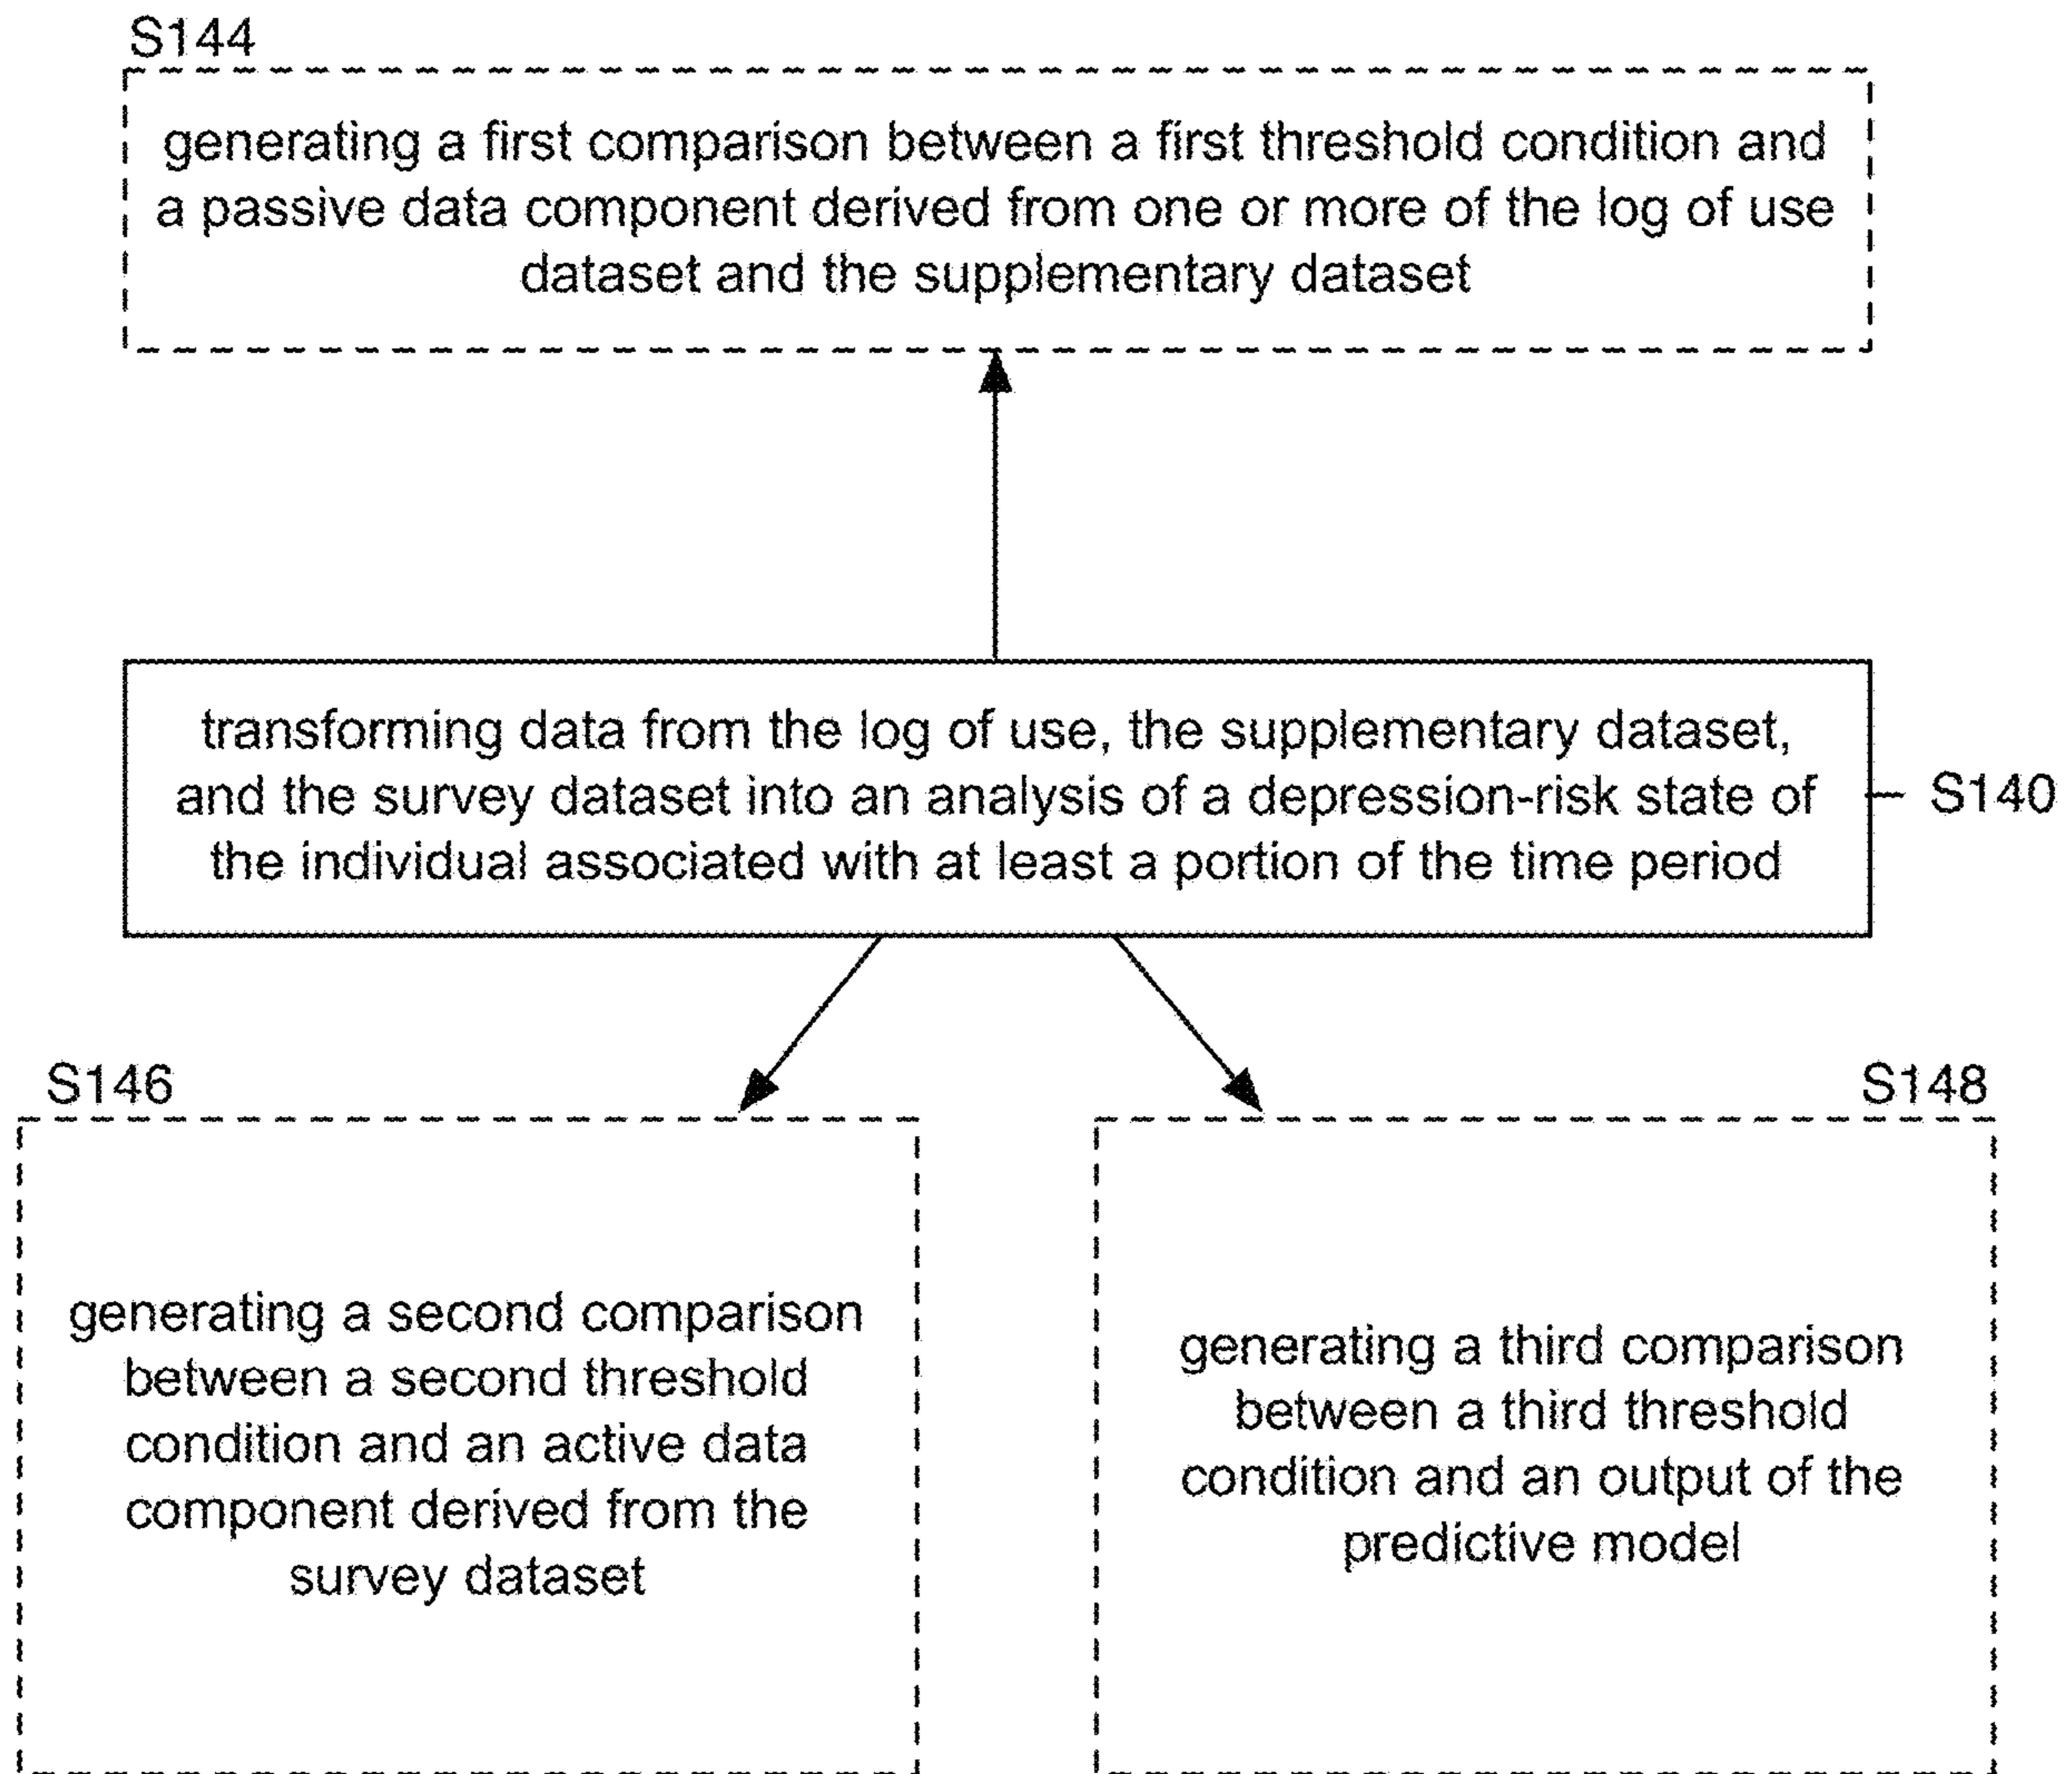 S144
generating a first comparison between a first threshold condition and
a passive data component derived from one or more of the log of use
dataset and the supplementary dataset
transforming data from the log of use, the supplementary dataset,
and the survey dataset into an analysis of a depression-risk state of
the individual associated with at least a portion of the time period
S140
S146
generating a second comparison
between a second threshold
condition and an active data
component derived from the
survey dataset
S148
generating a third comparison
between a third threshold
condition and an output of the
predictive model